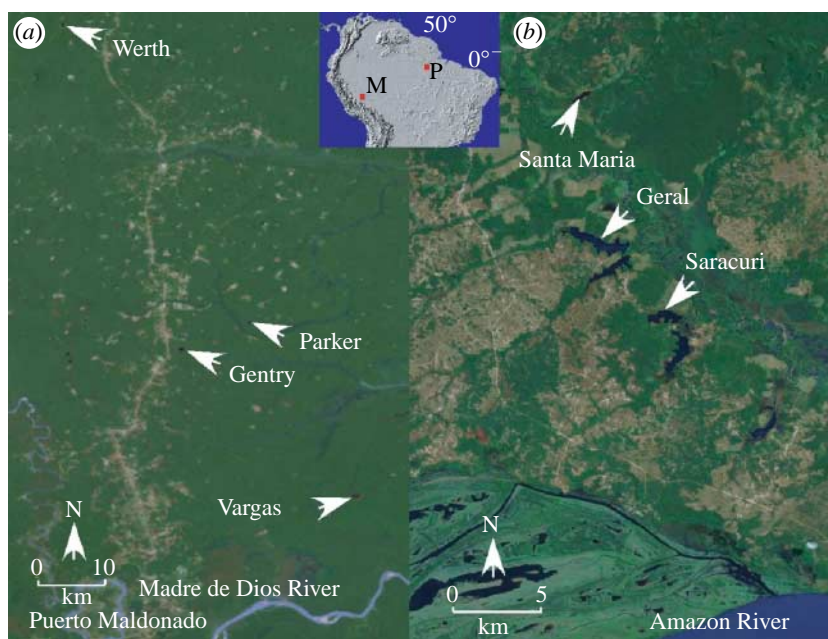 (a)
Werth
Parker
Gentry
Vargas
N
0 10
km
Madre de Dios River
Puerto Maldonado
50°
0°
M
P
(b)
Santa Maria
Geral
Saracuri
N
0 5
km
Amazon River